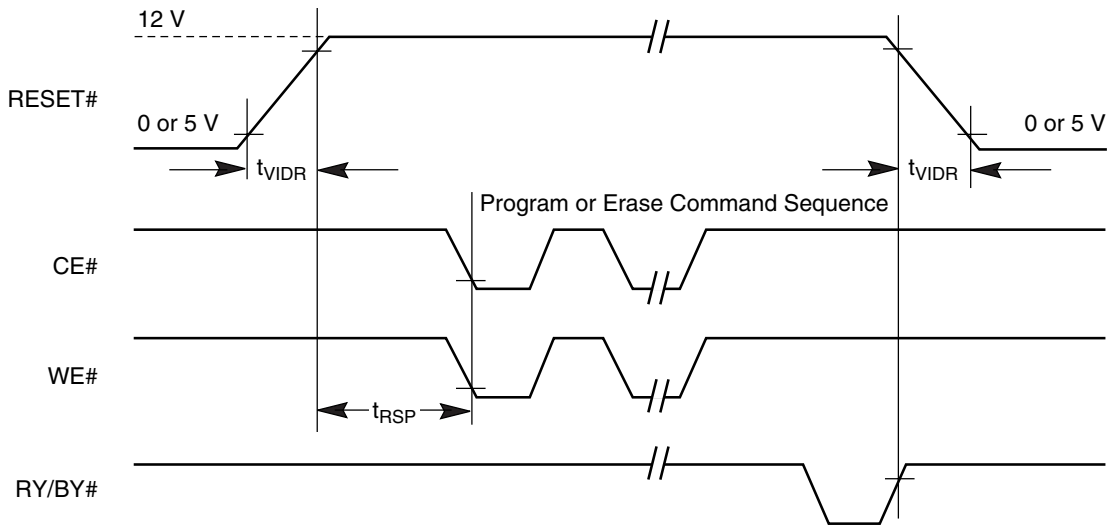 12 V
RESET#
0 or 5 V
0 or 5 V
tVIDR
tVIDR
Program or Erase Command Sequence
CE#
WE#
tRSP
RY/BY#